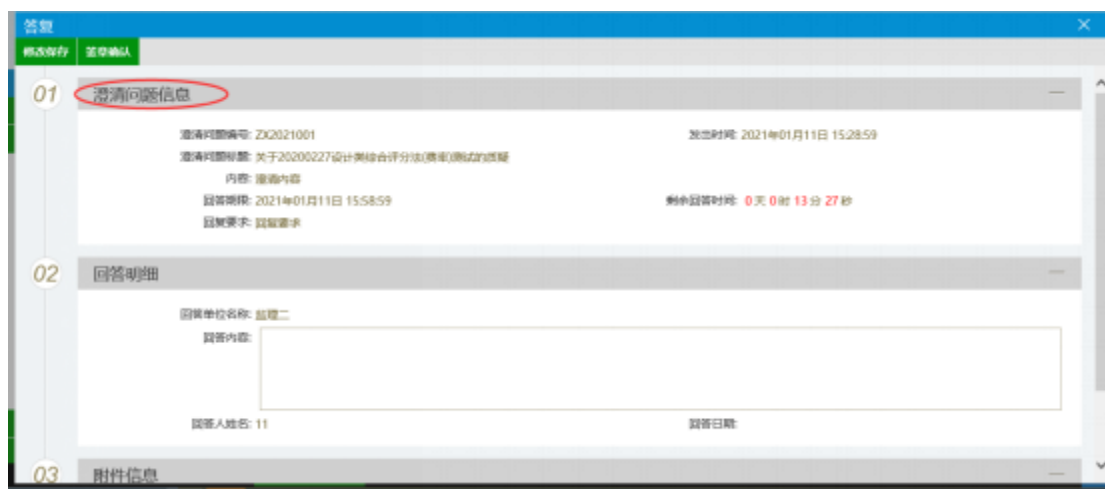 答复
修改保存 签章确认
01 澄清问题信息
澄清问题编号: ZX2021001 发出时间: 2021年01月11日 15:28:59
澄清问题标题: 关于20200227设计类综合评分法(费率)测试的质疑
内容: 澄清内容
回答期限: 2021年01月11日 15:58:59 剩余回答时间: 0 天 0 时 13 分 27 秒
回复要求: 回复要求
02 回答明细
回答单位名称: 监理二
回答内容:
回答人姓名: 11 回答日期:
03 附件信息